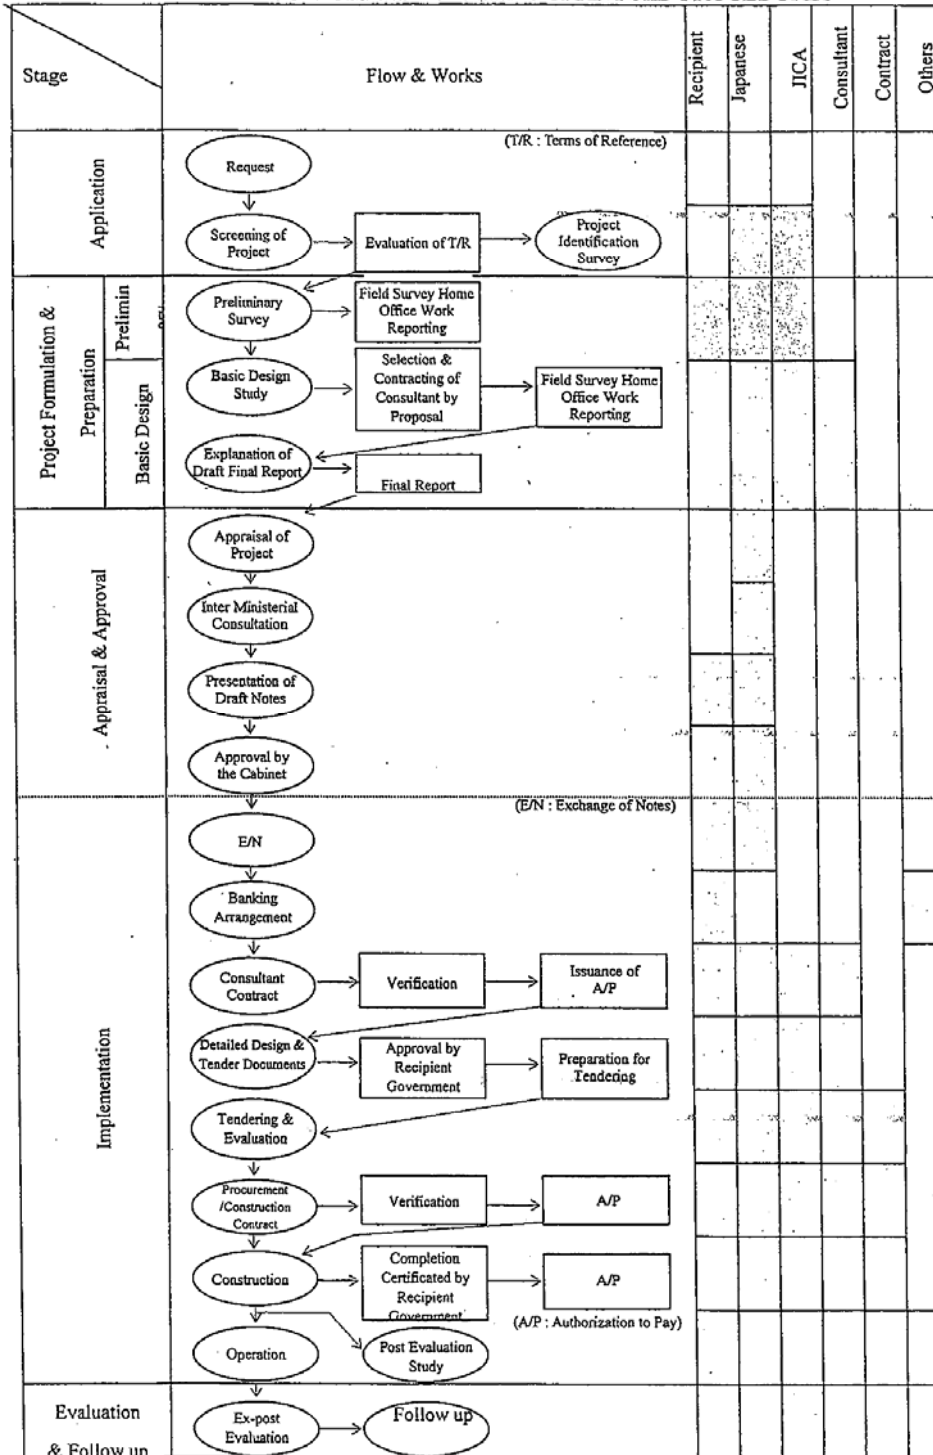 Stage
Flow & Works
Recipient
Japanese
JICA
Consultant
Contract
Others
Application
(T/R : Terms of Reference)
Request
Screening of
Project
Evaluation of T/R
Project
Identification
Survey
Project Formulation &
Preparation
Prelimin
Preliminary
Survey
Field Survey Home
Office Work
Reporting
Basic Design
Basic Design
Study
Selection &
Contracting of
Consultant by
Proposal
Field Survey Home
Office Work
Reporting
Explanation of
Draft Final Report
Final Report
Appraisal & Approval
Appraisal of
Project
Inter Ministerial
Consultation
Presentation of
Draft Notes
Approval by
the Cabinet
Implementation
(E/N : Exchange of Notes)
E/N
Banking
Arrangement
Consultant
Contract
Verification
Issuance of
A/P
Detailed Design &
Tender Documents
Approval by
Recipient
Government
Preparation for
Tendering
Tendering &
Evaluation
Procurement
/Construction
Contract
Verification
A/P
Construction
Completion
Certificated by
Recipient
Government
A/P
(A/P : Authorization to Pay)
Operation
Post Evaluation
Study
Evaluation
& Follow up
Ex-post
Evaluation
Follow up